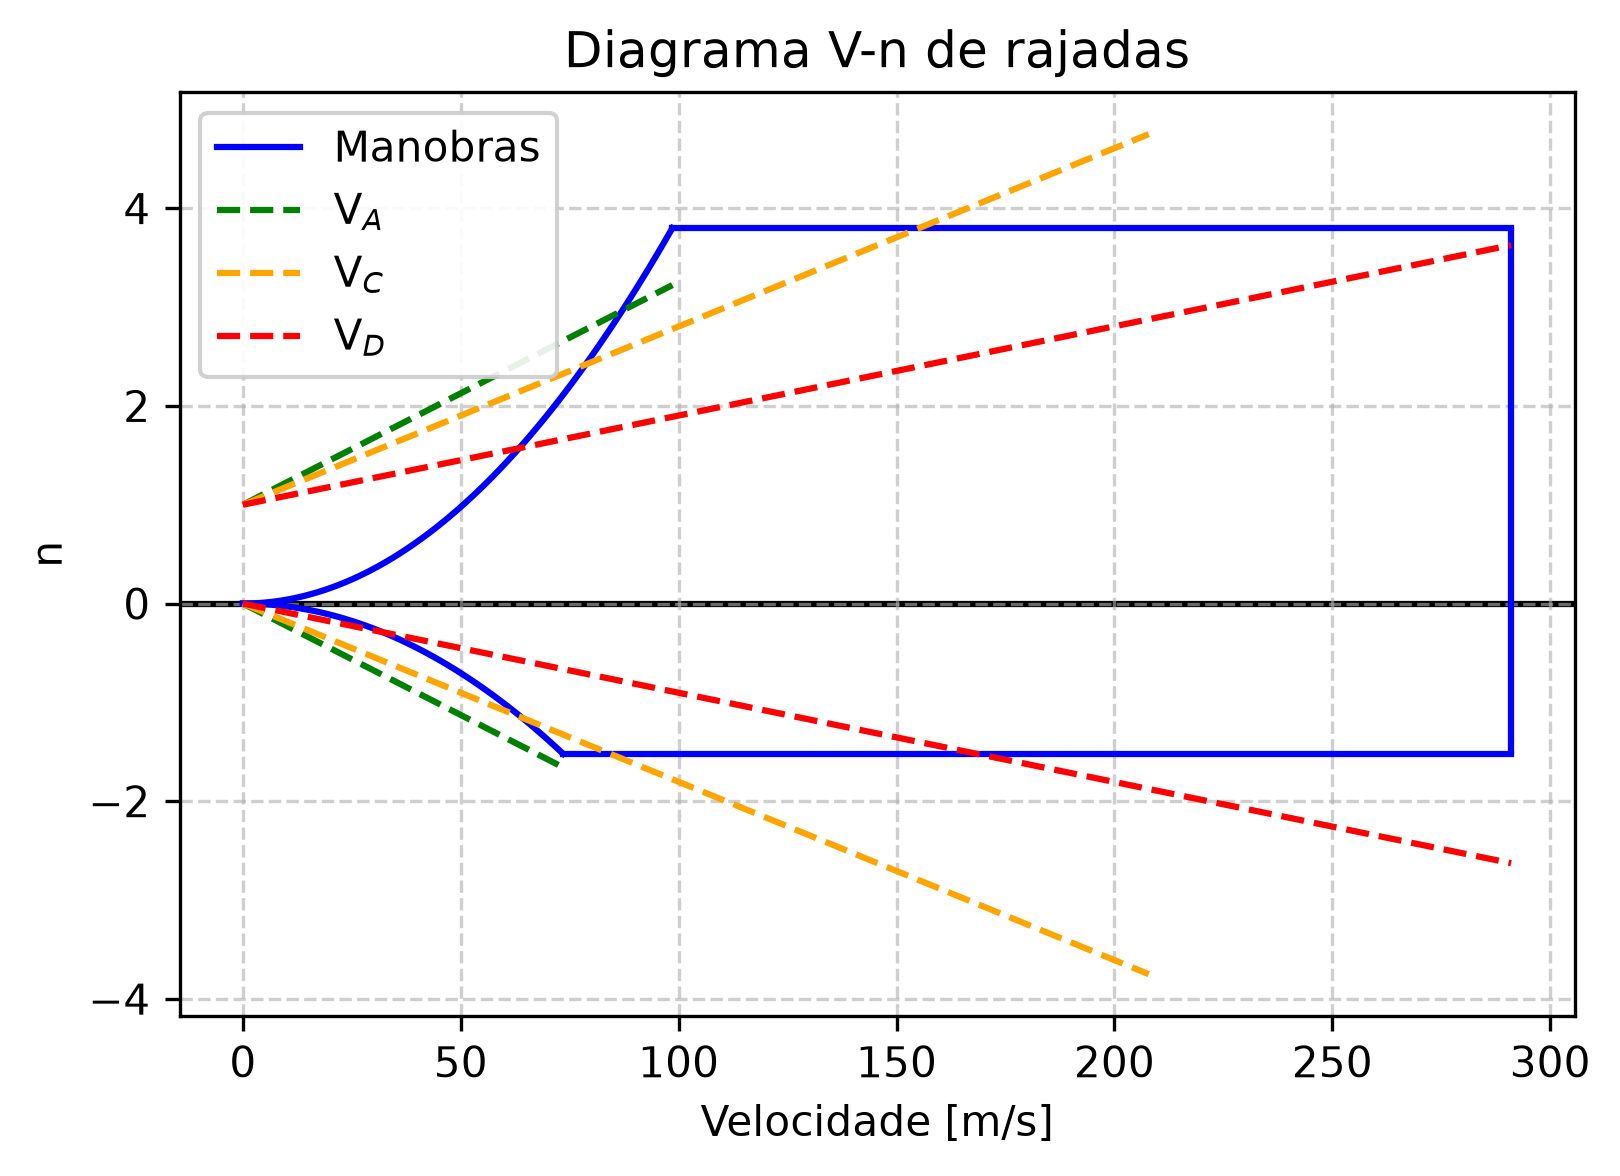 Diagrama V-n de rajadas
Manobras
V_A
V_C
V_D
n
4
2
0
−2
−4
0 50 100 150 200 250 300
Velocidade [m/s]